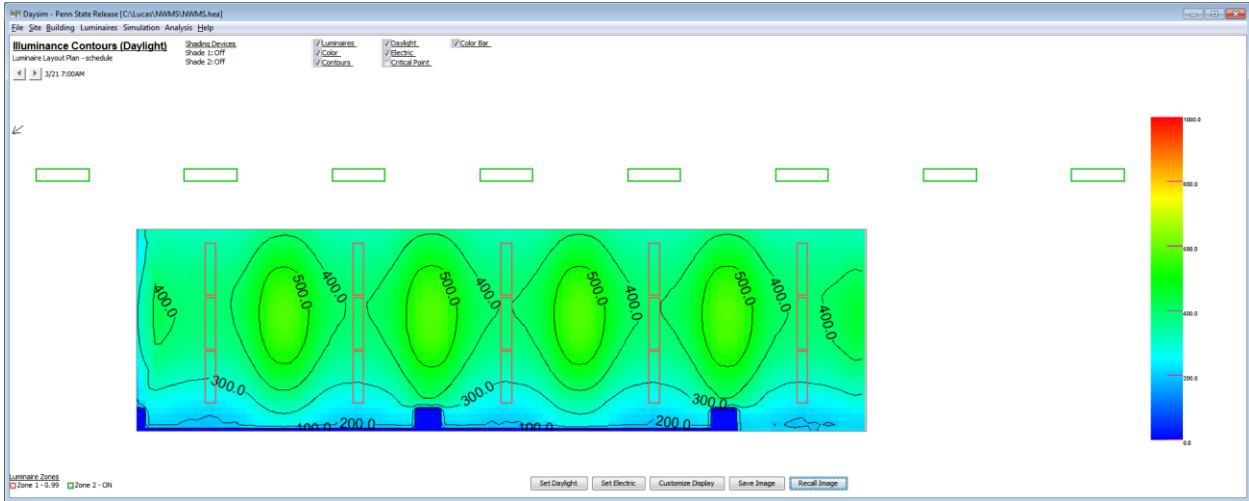 Daysim - Penn State Release [C:\Lucas\NWMS\NWMS.hea]
File Site Building Luminaires Simulation Analysis Help
Illuminance Contours (Daylight)
Luminaire Layout Plan - schedule
3/21 7:00AM
Shading Devices
Shade 1: Off
Shade 2: Off
Luminaires Daylight Color Bar
Color Electric
Contours Critical Point
1000.0
800.0
600.0
400.0
200.0
0.0
400.0 500.0 400.0 500.0 400.0 500.0 400.0 500.0 400.0
300.0 300.0 300.0
100.0 200.0 100.0 200.0
Luminaire Zones
Zone 1 - 0.99 Zone 2 - ON
Set Daylight Set Electric Customize Display Save Image Recall Image